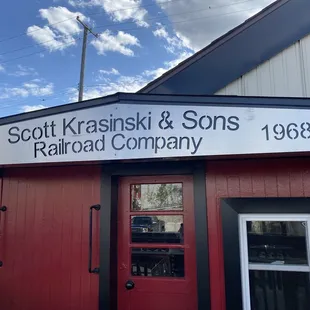 Scott Krasinski & Sons 1968
Railroad Company